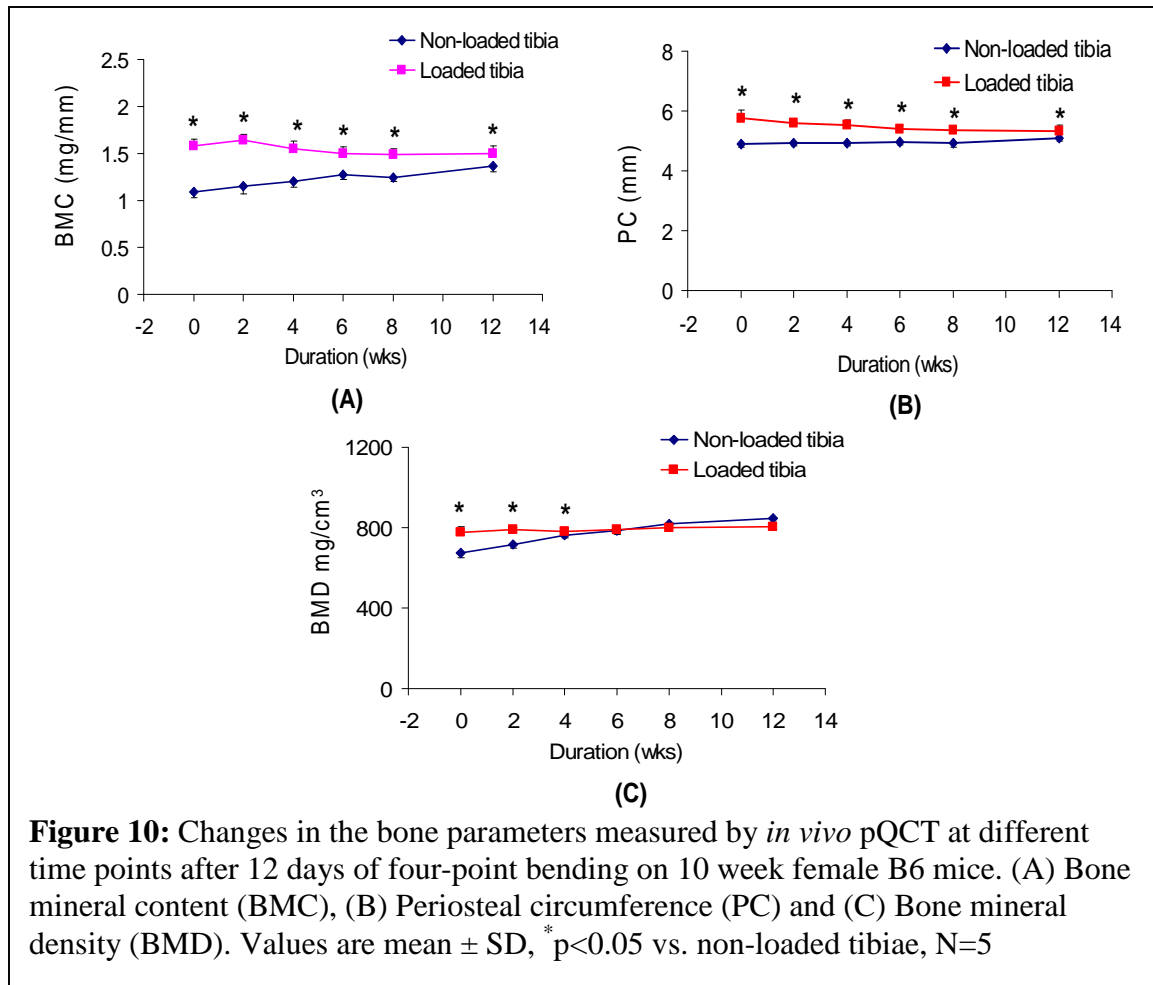 Non-loaded tibia
Loaded tibia
2.5
2
1.5
1
0.5
0
* * * * * *
BMC (mg/mm)
-2 0 2 4 6 8 10 12 14
Duration (wks)
(A)
Non-loaded tibia
Loaded tibia
8
6
4
2
0
* * * * * *
PC (mm)
-2 0 2 4 6 8 10 12 14
Duration (wks)
(B)
Non-loaded tibia
Loaded tibia
1200
800
400
0
* * *
BMD mg/cm³
-2 0 2 4 6 8 10 12 14
Duration (wks)
(C)
Figure 10: Changes in the bone parameters measured by in vivo pQCT at different
time points after 12 days of four-point bending on 10 week female B6 mice. (A) Bone
mineral content (BMC), (B) Periosteal circumference (PC) and (C) Bone mineral
density (BMD). Values are mean ± SD, *p<0.05 vs. non-loaded tibiae, N=5